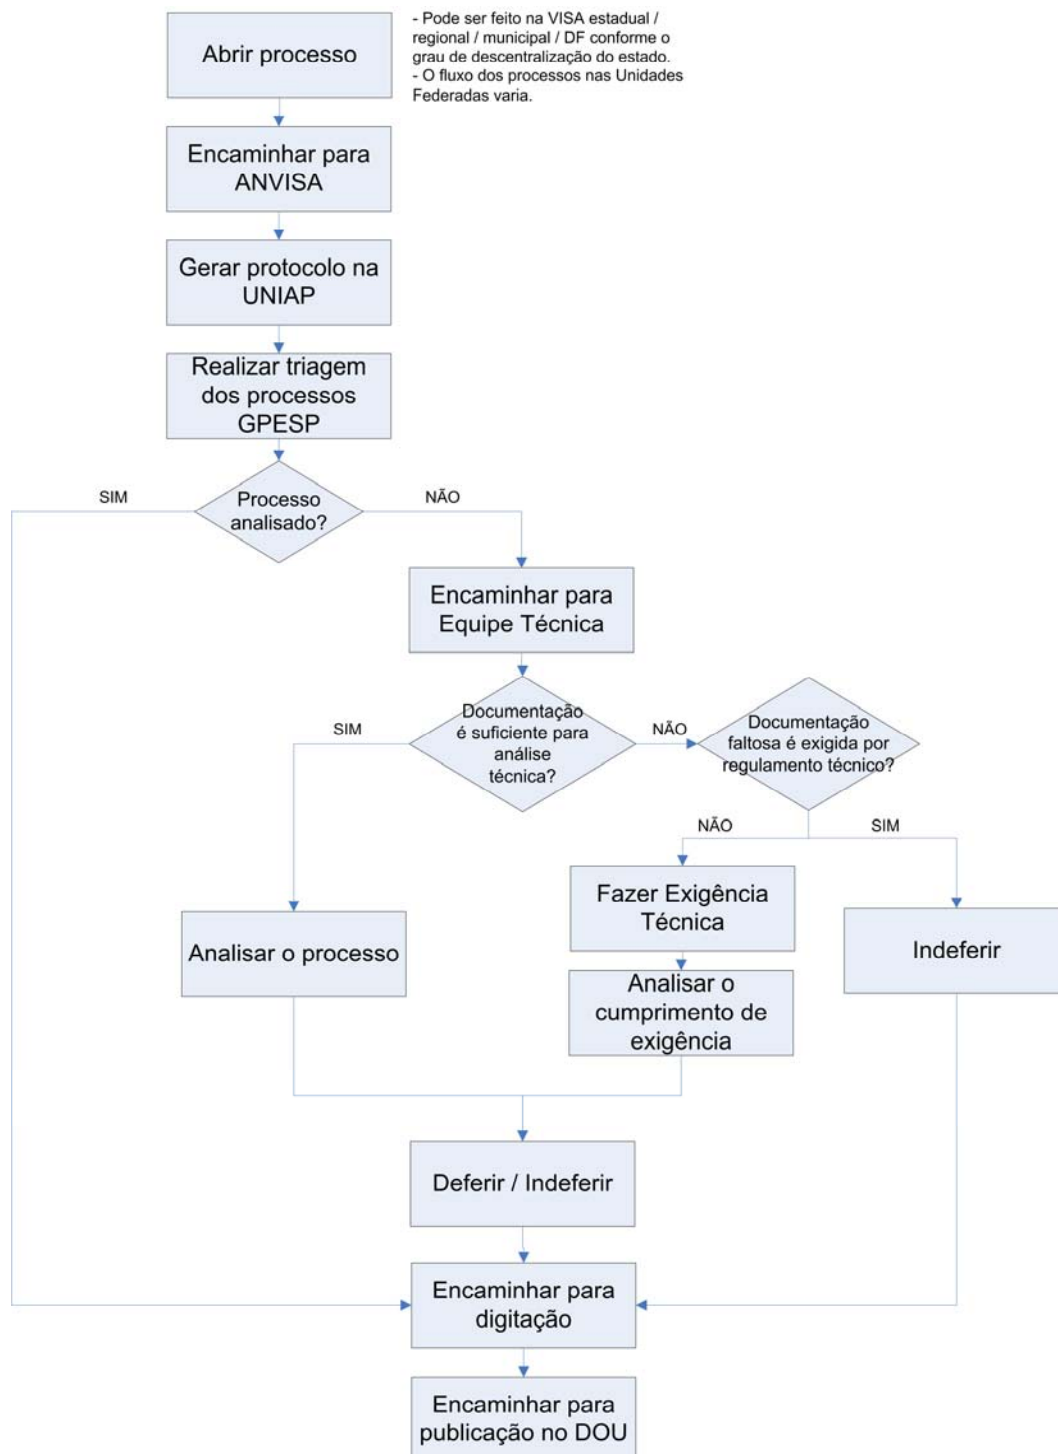 Abrir processo
- Pode ser feito na VISA estadual /
regional / municipal / DF conforme o
grau de descentralização do estado.
- O fluxo dos processos nas Unidades
Federadas varia.
Encaminhar para
ANVISA
Gerar protocolo na
UNIAP
Realizar triagem
dos processos
GPESP
SIM
Processo
analisado?
NÃO
Encaminhar para
Equipe Técnica
SIM
Documentação
é suficiente para
análise
técnica?
NÃO
Documentação
faltosa é exigida por
regulamento técnico?
NÃO
SIM
Fazer Exigência
Técnica
Analisar o processo
Indeferir
Analisar o
cumprimento de
exigência
Deferir / Indeferir
Encaminhar para
digitação
Encaminhar para
publicação no DOU